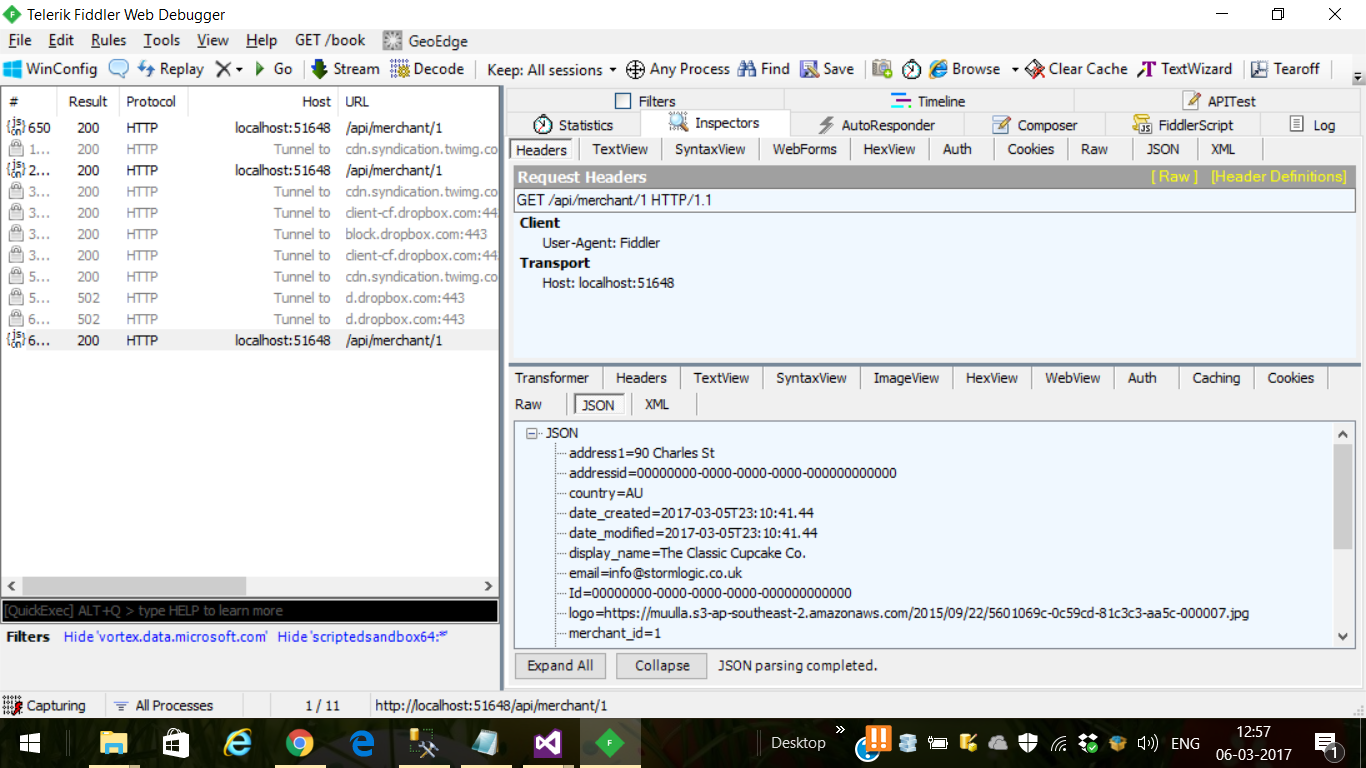 Telerik Fiddler Web Debugger
File Edit Rules Tools View Help GET /book GeoEdge
WinConfig Replay Go Stream Decode Keep: All sessions Any Process Find Save Browse Clear Cache TextWizard Tearoff
# Result Protocol Host URL
650 200 HTTP localhost:51648 /api/merchant/1
1... 200 HTTP Tunnel to cdn.syndication.twimg.co
2... 200 HTTP localhost:51648 /api/merchant/1
3... 200 HTTP Tunnel to cdn.syndication.twimg.co
3... 200 HTTP Tunnel to client-cf.dropbox.com:44
3... 200 HTTP Tunnel to block.dropbox.com:443
3... 200 HTTP Tunnel to client-cf.dropbox.com:44
5... 200 HTTP Tunnel to cdn.syndication.twimg.co
5... 502 HTTP Tunnel to d.dropbox.com:443
6... 502 HTTP Tunnel to d.dropbox.com:443
6... 200 HTTP localhost:51648 /api/merchant/1
[QuickExec] ALT+Q > type HELP to learn more
Filters Hide 'vortex.data.microsoft.com' Hide 'scriptedsandbox64:*'
Filters Timeline APITest
Statistics Inspectors AutoResponder Composer FiddlerScript Log
Headers TextView SyntaxView WebForms HexView Auth Cookies Raw JSON XML
Request Headers [ Raw ] [Header Definitions]
GET /api/merchant/1 HTTP/1.1
Client
User-Agent: Fiddler
Transport
Host: localhost:51648
Transformer Headers TextView SyntaxView ImageView HexView WebView Auth Caching Cookies
Raw JSON XML
JSON
address1=90 Charles St
addressid=00000000-0000-0000-0000-000000000000
country=AU
date_created=2017-03-05T23:10:41.44
date_modified=2017-03-05T23:10:41.44
display_name=The Classic Cupcake Co.
email=info@stormlogic.co.uk
Id=00000000-0000-0000-0000-000000000000
logo=https://muulla.s3-ap-southeast-2.amazonaws.com/2015/09/22/5601069c-0c59cd-81c3c3-aa5c-000007.jpg
merchant_id=1
Expand All Collapse JSON parsing completed.
Capturing All Processes 1 / 11 http://localhost:51648/api/merchant/1
Desktop » ENG 12:57
06-03-2017 1